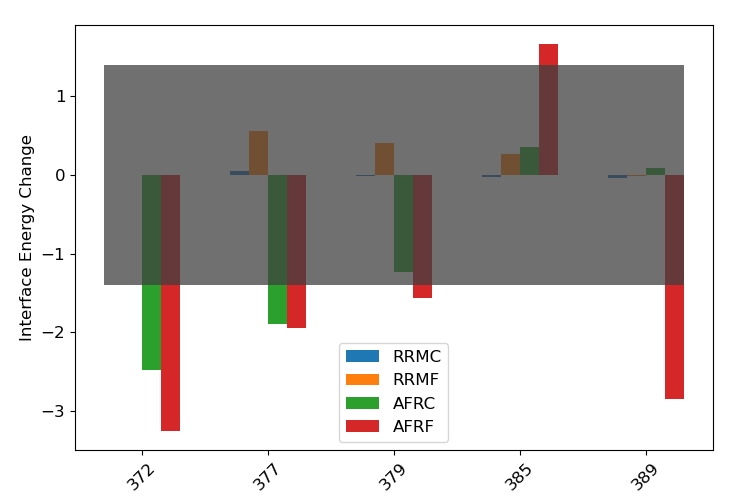 Interface Energy Change
1
0
−1
−2
−3
RRMC
RRMF
AFRC
AFRF
372
377
379
385
389